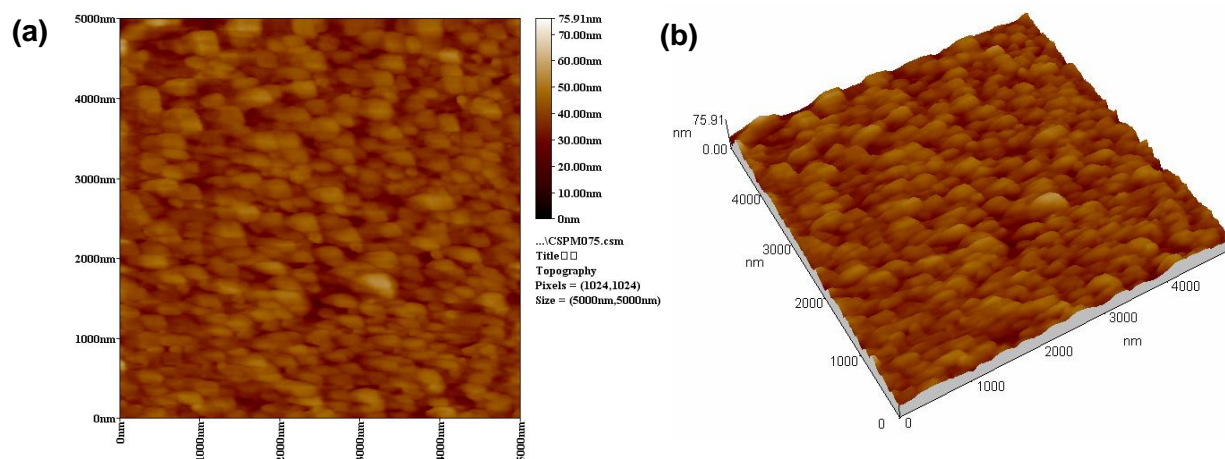 (a)
5000nm
4000nm
3000nm
2000nm
1000nm
0nm
0nm
1000nm
2000nm
3000nm
4000nm
5000nm
75.91nm
70.00nm
60.00nm
50.00nm
40.00nm
30.00nm
20.00nm
10.00nm
0nm
...\CSPM075.csm
Title□ □
Topography
Pixels = (1024,1024)
Size = (5000nm,5000nm)
(b)
75.91
nm
0.00
4000
3000
nm
2000
1000
0
0
1000
2000
nm
3000
4000